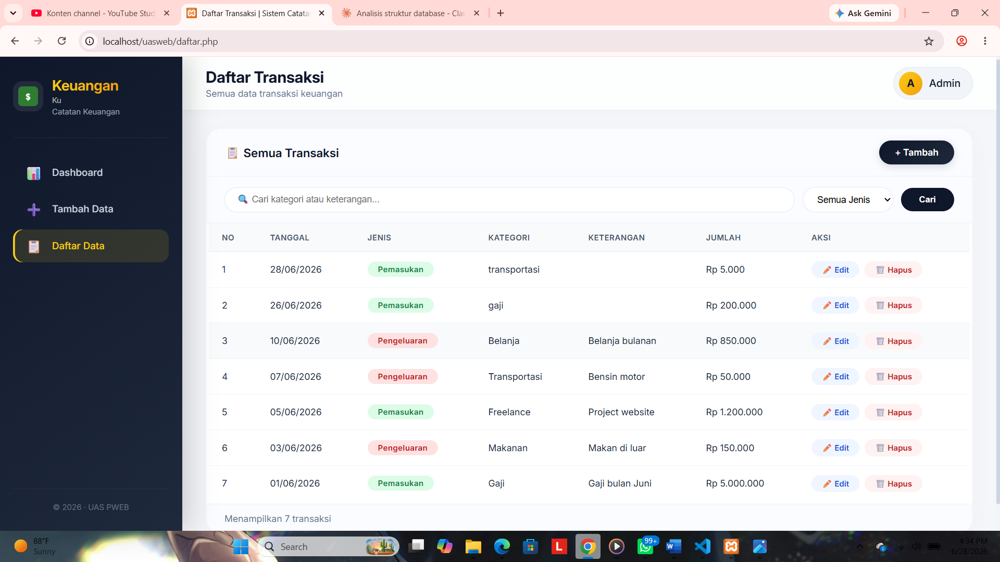 Konten channel - YouTube Stud
Daftar Transaksi | Sistem Catata
Analisis struktur database - Clau
Ask Gemini
localhost/uasweb/daftar.php
$
Keuangan
Ku
Catatan Keuangan
Dashboard
Tambah Data
Daftar Data
© 2026 · UAS PWEB
Daftar Transaksi
Semua data transaksi keuangan
A Admin
Semua Transaksi
+ Tambah
Cari kategori atau keterangan...
Semua Jenis
Cari
NO TANGGAL JENIS KATEGORI KETERANGAN JUMLAH AKSI
1 28/06/2026 Pemasukan transportasi Rp 5.000 Edit Hapus
2 26/06/2026 Pemasukan gaji Rp 200.000 Edit Hapus
3 10/06/2026 Pengeluaran Belanja Belanja bulanan Rp 850.000 Edit Hapus
4 07/06/2026 Pengeluaran Transportasi Bensin motor Rp 50.000 Edit Hapus
5 05/06/2026 Pemasukan Freelance Project website Rp 1.200.000 Edit Hapus
6 03/06/2026 Pengeluaran Makanan Makan di luar Rp 150.000 Edit Hapus
7 01/06/2026 Pemasukan Gaji Gaji bulan Juni Rp 5.000.000 Edit Hapus
Menampilkan 7 transaksi
88°F
Sunny
Search
L
99+
W
4:34 PM
6/28/2026